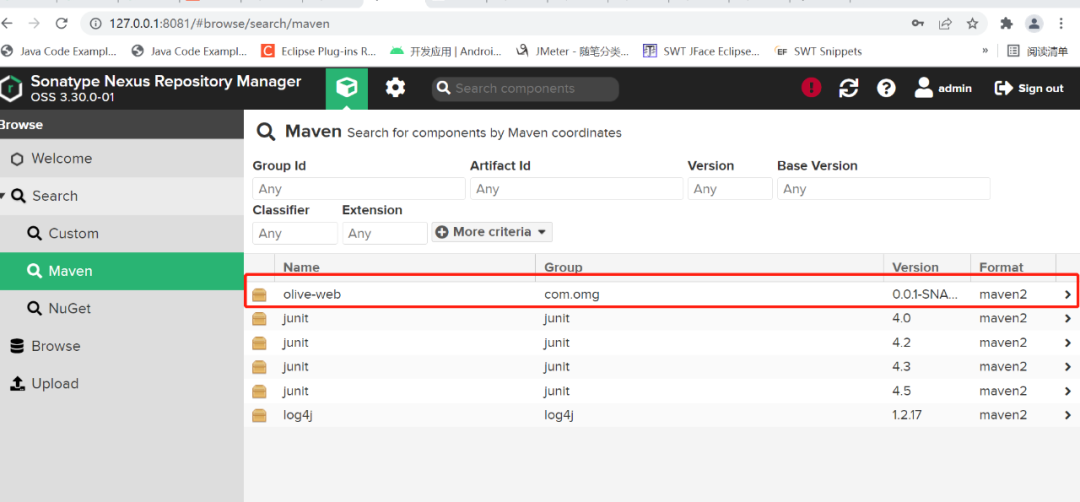 127.0.0.1:8081/#browse/search/maven
Java Code Exampl... Java Code Exampl... Eclipse Plug-ins R... 开发应用 | Androi... JMeter - 随笔分类... SWT JFace Eclipse... EF SWT Snippets » 阅读清单
Sonatype Nexus Repository Manager
OSS 3.30.0-01
Search components
admin
Sign out
Browse
Welcome
Search
Custom
Maven
NuGet
Browse
Upload
Maven Search for components by Maven coordinates
Group Id Artifact Id Version Base Version
Any Any Any Any
Classifier Extension
Any Any More criteria
Name Group Version Format
olive-web com.omg 0.0.1-SNA... maven2
junit junit 4.0 maven2
junit junit 4.2 maven2
junit junit 4.3 maven2
junit junit 4.5 maven2
log4j log4j 1.2.17 maven2